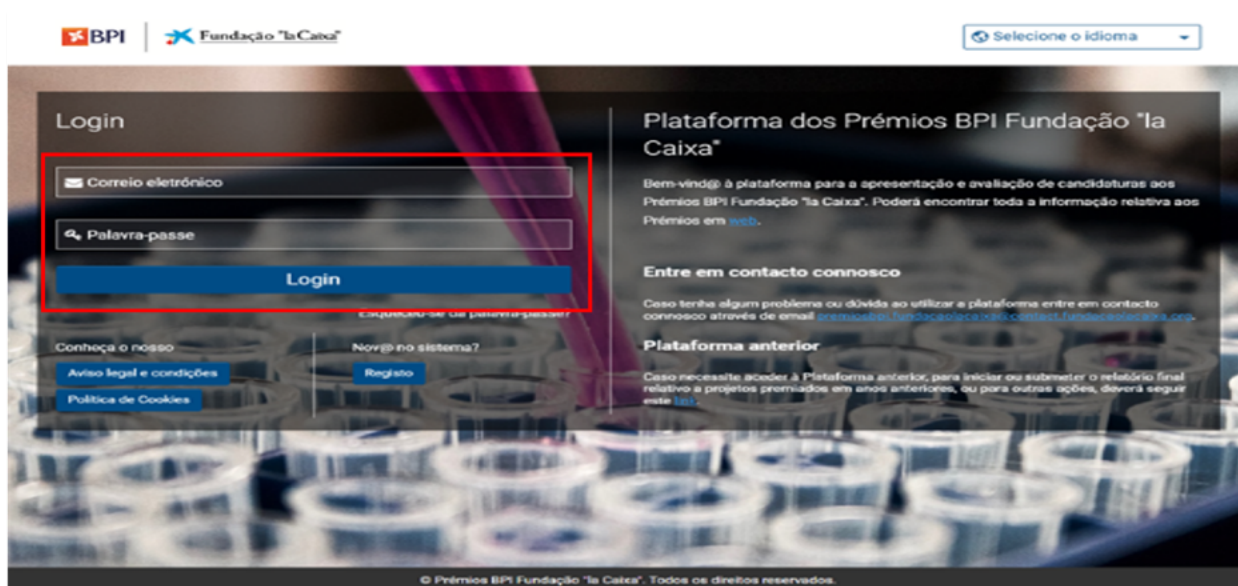 BPI
Fundação "la Caixa"
Selecione o idioma
Login
Correio eletrónico
Palavra-passe
Login
Esqueceu-se da palavra-passe?
Conheça o nosso
Aviso legal e condições
Política de Cookies
Nov@ no sistema?
Registo
Plataforma dos Prémios BPI Fundação "la
Caixa"
Bem-vind@ à plataforma para a apresentação e avaliação de candidaturas aos
Prémios BPI Fundação "la Caixa". Poderá encontrar toda a informação relativa aos
Prémios em web.
Entre em contacto connosco
Caso tenha algum problema ou dúvida ao utilizar a plataforma entre em contacto
connosco através de email premiosbpi.fundacaolacaixa@contact.fundacaolacaixa.org.
Plataforma anterior
Caso necessite aceder à Plataforma anterior, para iniciar ou submeter o relatório final
relativo a projetos premiados em anos anteriores, ou para outras ações, deverá seguir
este link.
© Prémios BPI Fundação "la Caixa". Todos os direitos reservados.